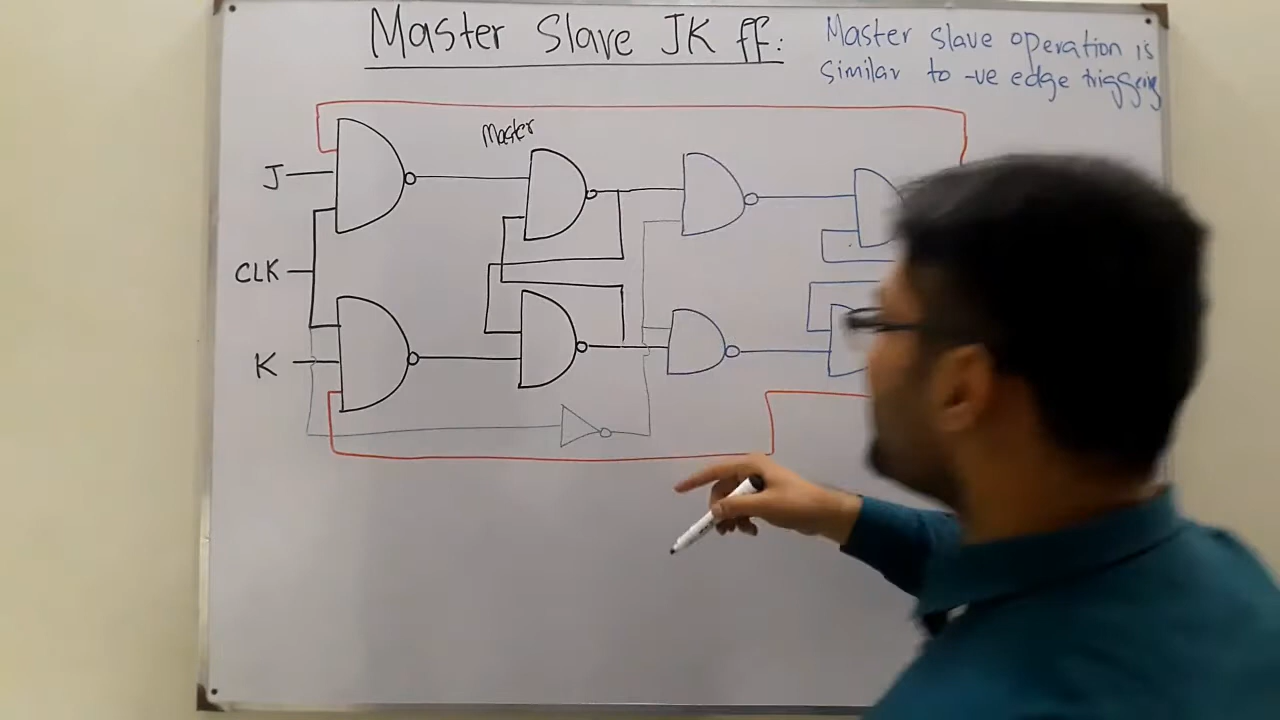 Master Slave JK ff:
Master slave operation is
similar to -ve edge triggering
Master
J
CLK
K